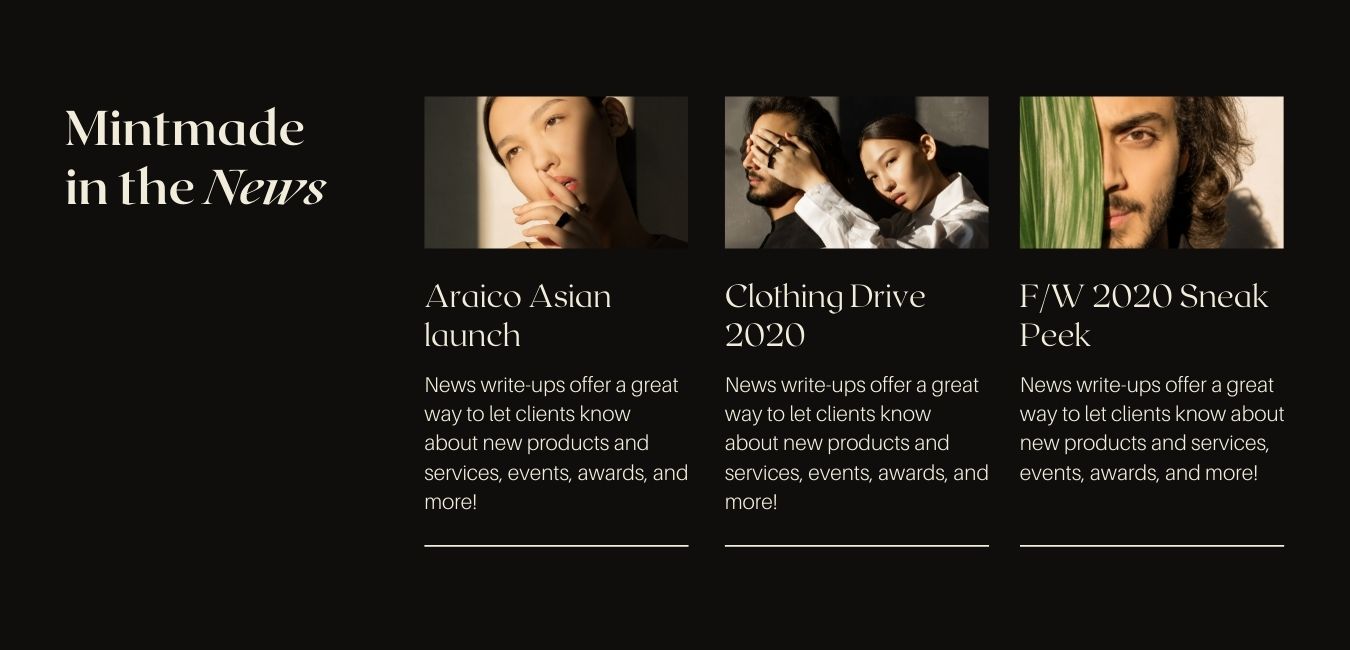 Mintmade
in the News
Araico Asian
launch
News write-ups offer a great
way to let clients know
about new products and
services, events, awards, and
more!
Clothing Drive
2020
News write-ups offer a great
way to let clients know
about new products and
services, events, awards, and
more!
F/W 2020 Sneak
Peek
News write-ups offer a great
way to let clients know about
new products and services,
events, awards, and more!